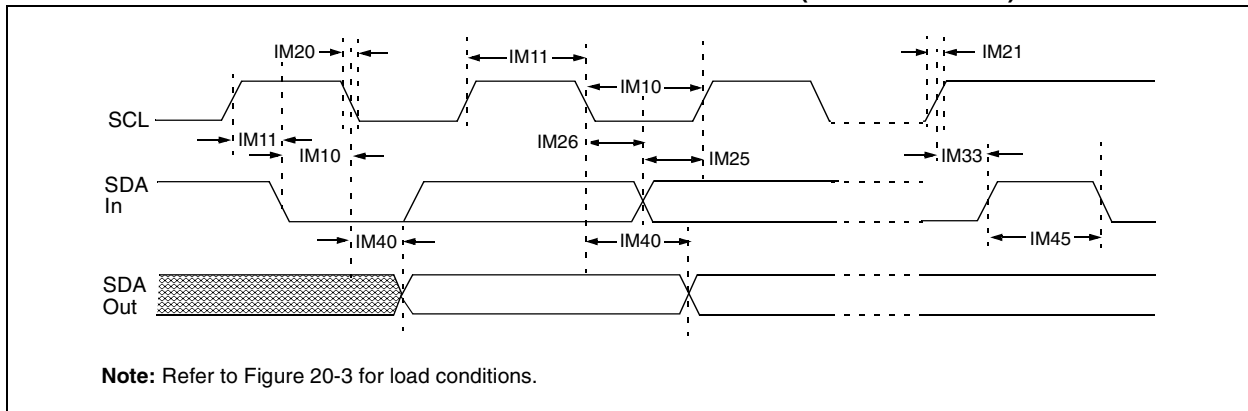 IM20
IM11
IM21
IM10
SCL
IM11
IM26
IM10
IM25
IM33
SDA
In
IM40
IM40
IM45
SDA
Out
Note: Refer to Figure 20-3 for load conditions.